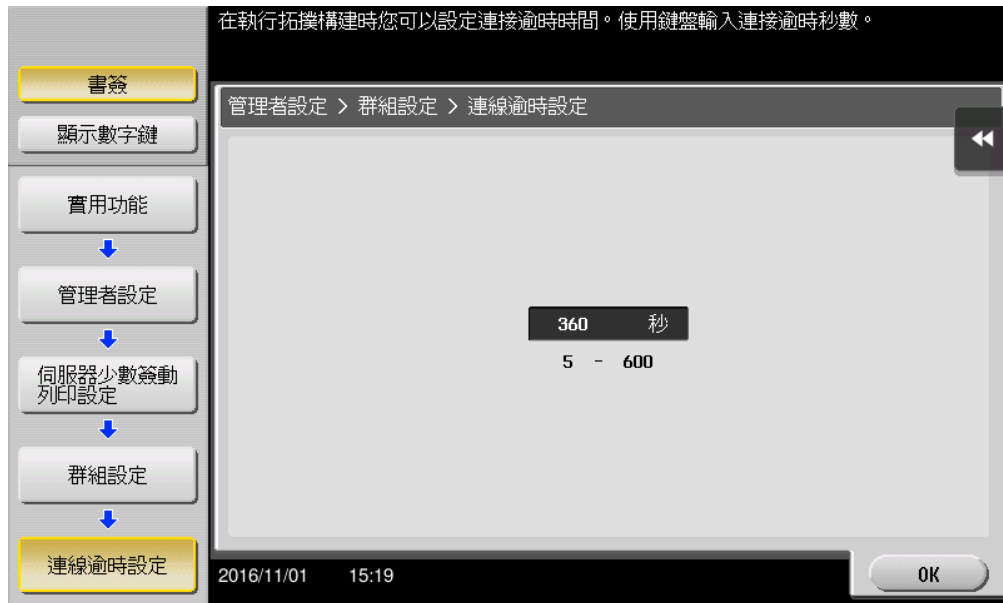 在執行拓撲構建時您可以設定連接逾時時間。使用鍵盤輸入連接逾時秒數。
書簽
顯示數字鍵
實用功能
管理者設定
伺服器少數簽動
列印設定
群組設定
連線逾時設定
管理者設定 > 群組設定 > 連線逾時設定
360 秒
5 - 600
2016/11/01 15:19
OK